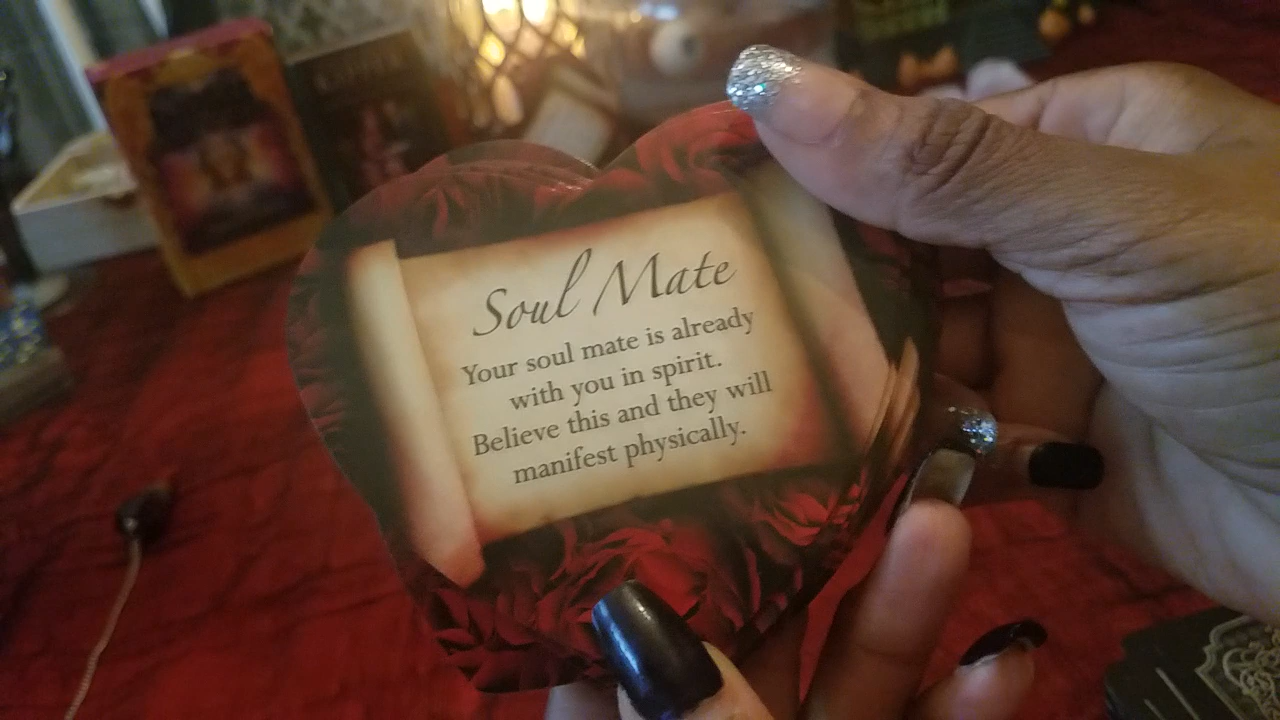 Soul Mate
Your soul mate is already
with you in spirit.
Believe this and they will
manifest physically.